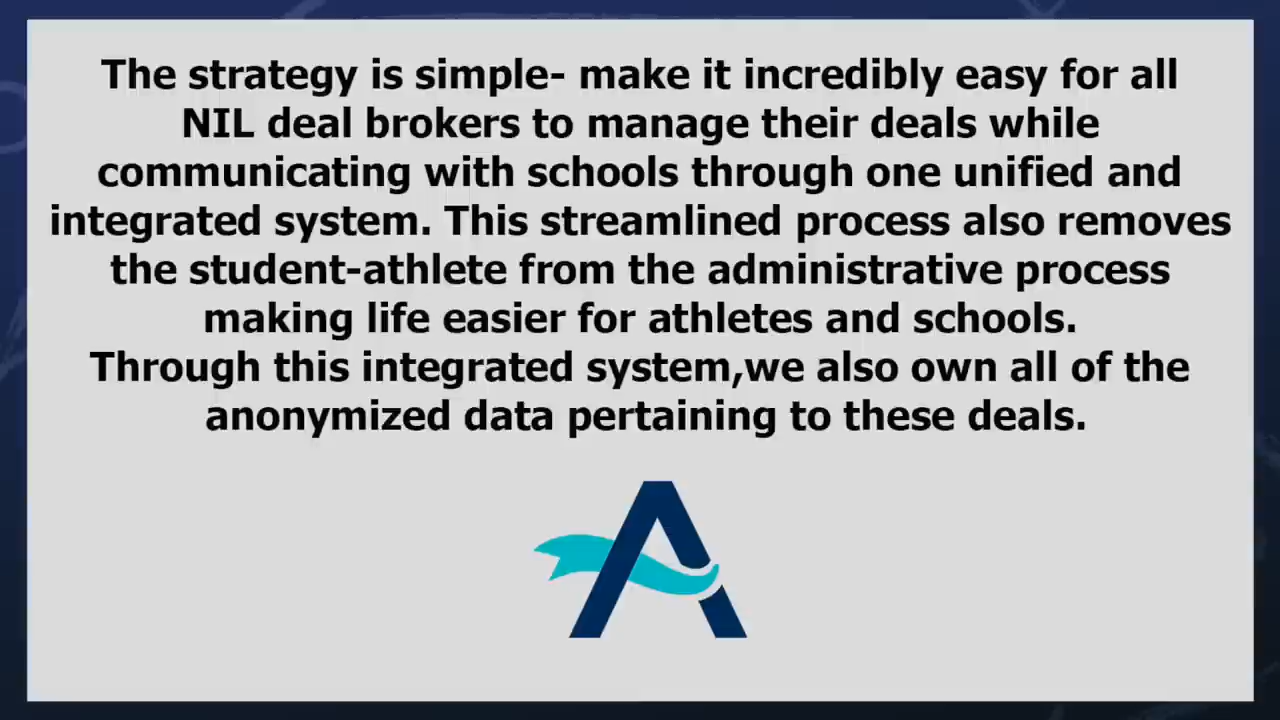 The strategy is simple- make it incredibly easy for all
NIL deal brokers to manage their deals while
communicating with schools through one unified and
integrated system. This streamlined process also removes
the student-athlete from the administrative process
making life easier for athletes and schools.
Through this integrated system,we also own all of the
anonymized data pertaining to these deals.